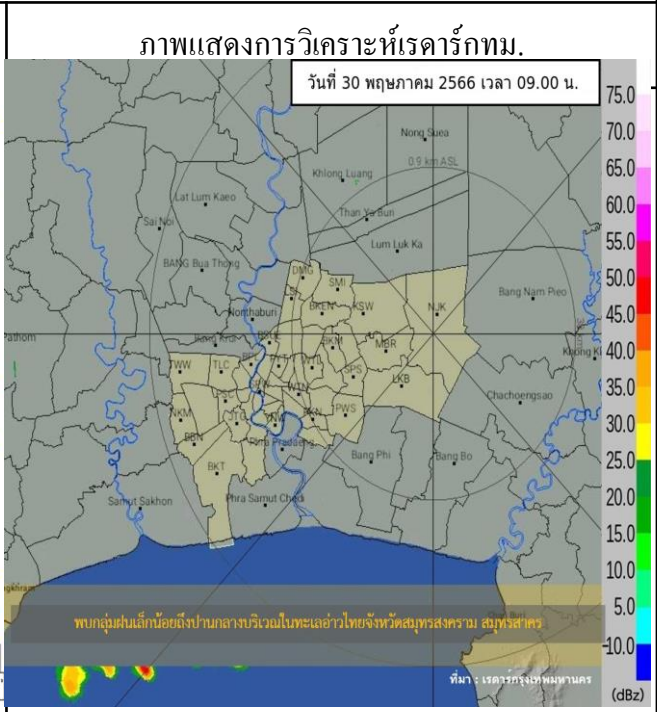 ภาพแสดงการวิเคราะห์เรดาร์กทม.
วันที่ 30 พฤษภาคม 2566 เวลา 09.00 น.
75.0
Nong Suea
70.0
0.9 km ASL
Khlong Luang
65.0
Lat Lum Kaeo
60.0
Than Ya Buri
Sai Noi
55.0
Lum Luk Ka
BANG Bua Thong
50.0
DMG
SMI
Bang Nam Pieo
45.0
BKEN
KSW
NJK
Nonthaburi
40.0
BKM
MBR
TWW
TLC
35.0
SPS
LKB
Chachoengsao
30.0
NKM
PWS
25.0
BBN
Phra Pradaeng
BKT
Bang Phi
Bang Bo
20.0
Samut Sakhon
Phra Samut Chedi
15.0
10.0
5.0
พบกลุ่มฝนเล็กน้อยถึงปานกลางบริเวณในทะเลอ่าวไทยจังหวัดสมุทรสงคราม สมุทรสาคร
-10.0
ที่มา : เรดาร์กรุงเทพมหานคร
(dBz)